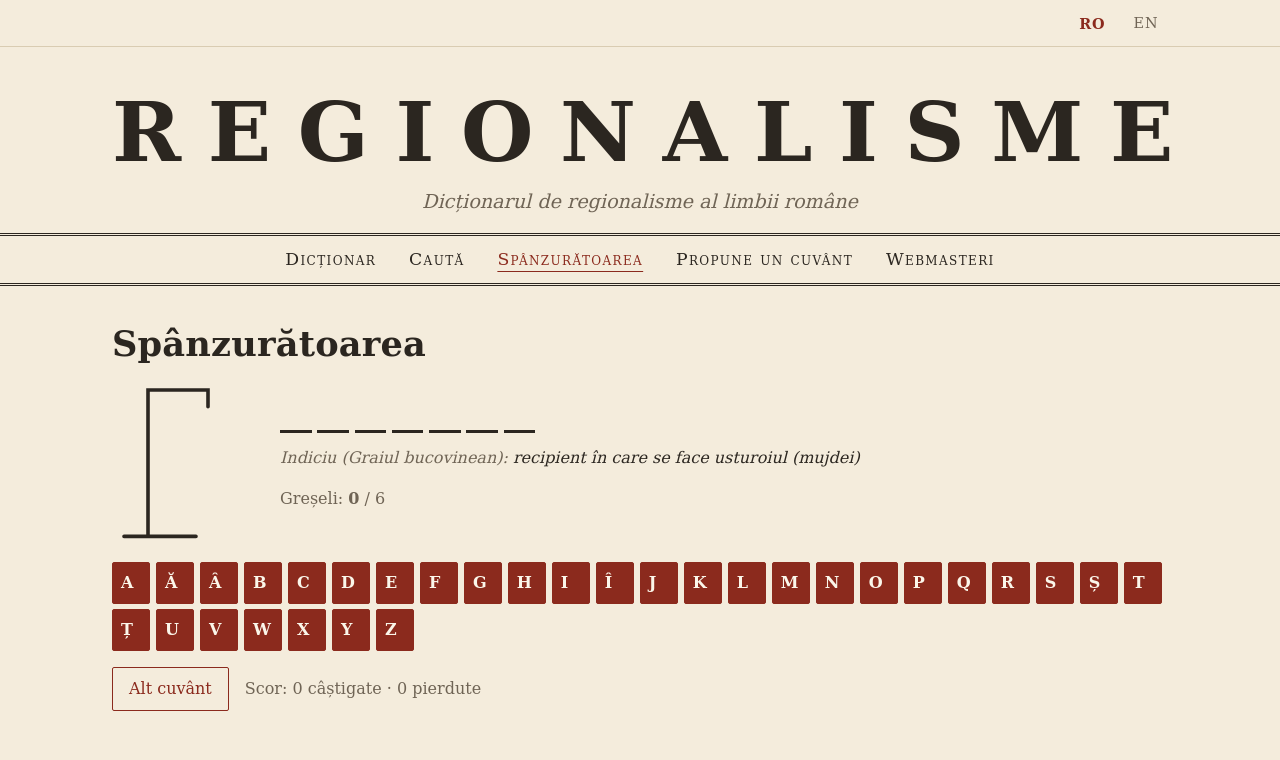 RO EN
REGIONALISME
Dicționarul de regionalisme al limbii române
Dicționar Caută Spânzurătoarea Propune un cuvânt Webmasteri
Spânzurătoarea
Indiciu (Graiul bucovinean): recipient în care se face usturoiul (mujdei)
Greșeli: 0 / 6
A Ă Â B C D E F G H I Î J K L M N O P Q R S Ș T
Ț U V W X Y Z
Alt cuvânt Scor: 0 câștigate · 0 pierdute